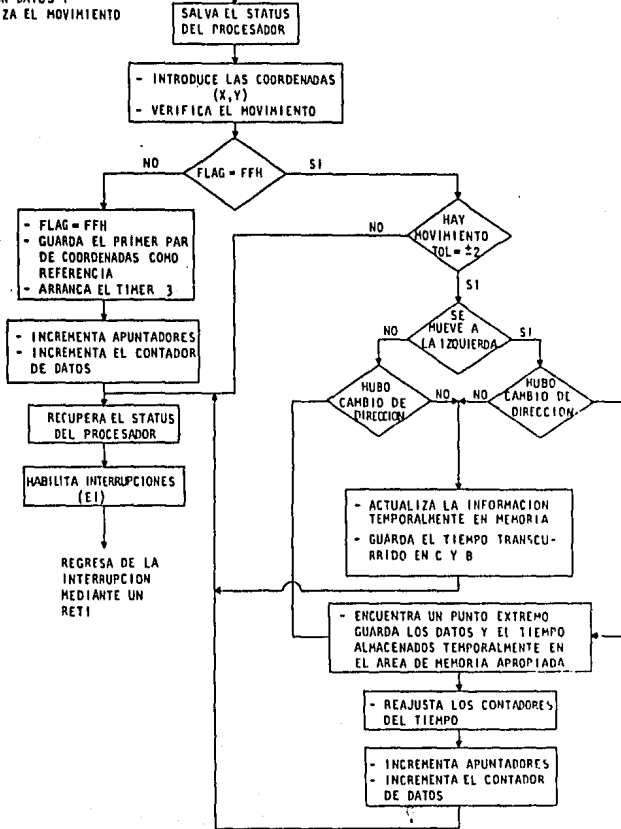 ZA EL MOVIMIENTO
SALVA EL STATUS
DEL PROCESADOR
- INTRODUCE LAS COORDENADAS
(X,Y)
- VERIFICA EL MOVIMIENTO
NO
FLAG = FFH
SI
- FLAG = FFH
- GUARDA EL PRIMER PAR
DE COORDENADAS COMO
REFERENCIA
- ARRANCA EL TIMER 3
NO
HAY
MOVIMIENTO
TOL= ±2
SI
- INCREMENTA APUNTADORES
- INCREMENTA EL CONTADOR
DE DATOS
NO
SE
MUEVE A
LA IZQUIERDA
SI
RECUPERA EL STATUS
DEL PROCESADOR
HUBO
CAMBIO DE
DIRECCION
NO
NO
HUBO
CAMBIO DE
DIRECCION
HABILITA INTERRUPCIONES
(EI)
REGRESA DE LA
INTERRUPCION
MEDIANTE UN
RETI
- ACTUALIZA LA INFORMACION
TEMPORALMENTE EN MEMORIA
- GUARDA EL TIEMPO TRANSCU-
RRIDO EN C Y B
- ENCUENTRA UN PUNTO EXTREMO
GUARDA LOS DATOS Y EL TIEMPO
ALMACENADOS TEMPORALMENTE EN
EL AREA DE MEMORIA APROPIADA
- REAJUSTA LOS CONTADORES
DEL TIEMPO
- INCREMENTA APUNTADORES
- INCREMENTA EL CONTADOR
DE DATOS